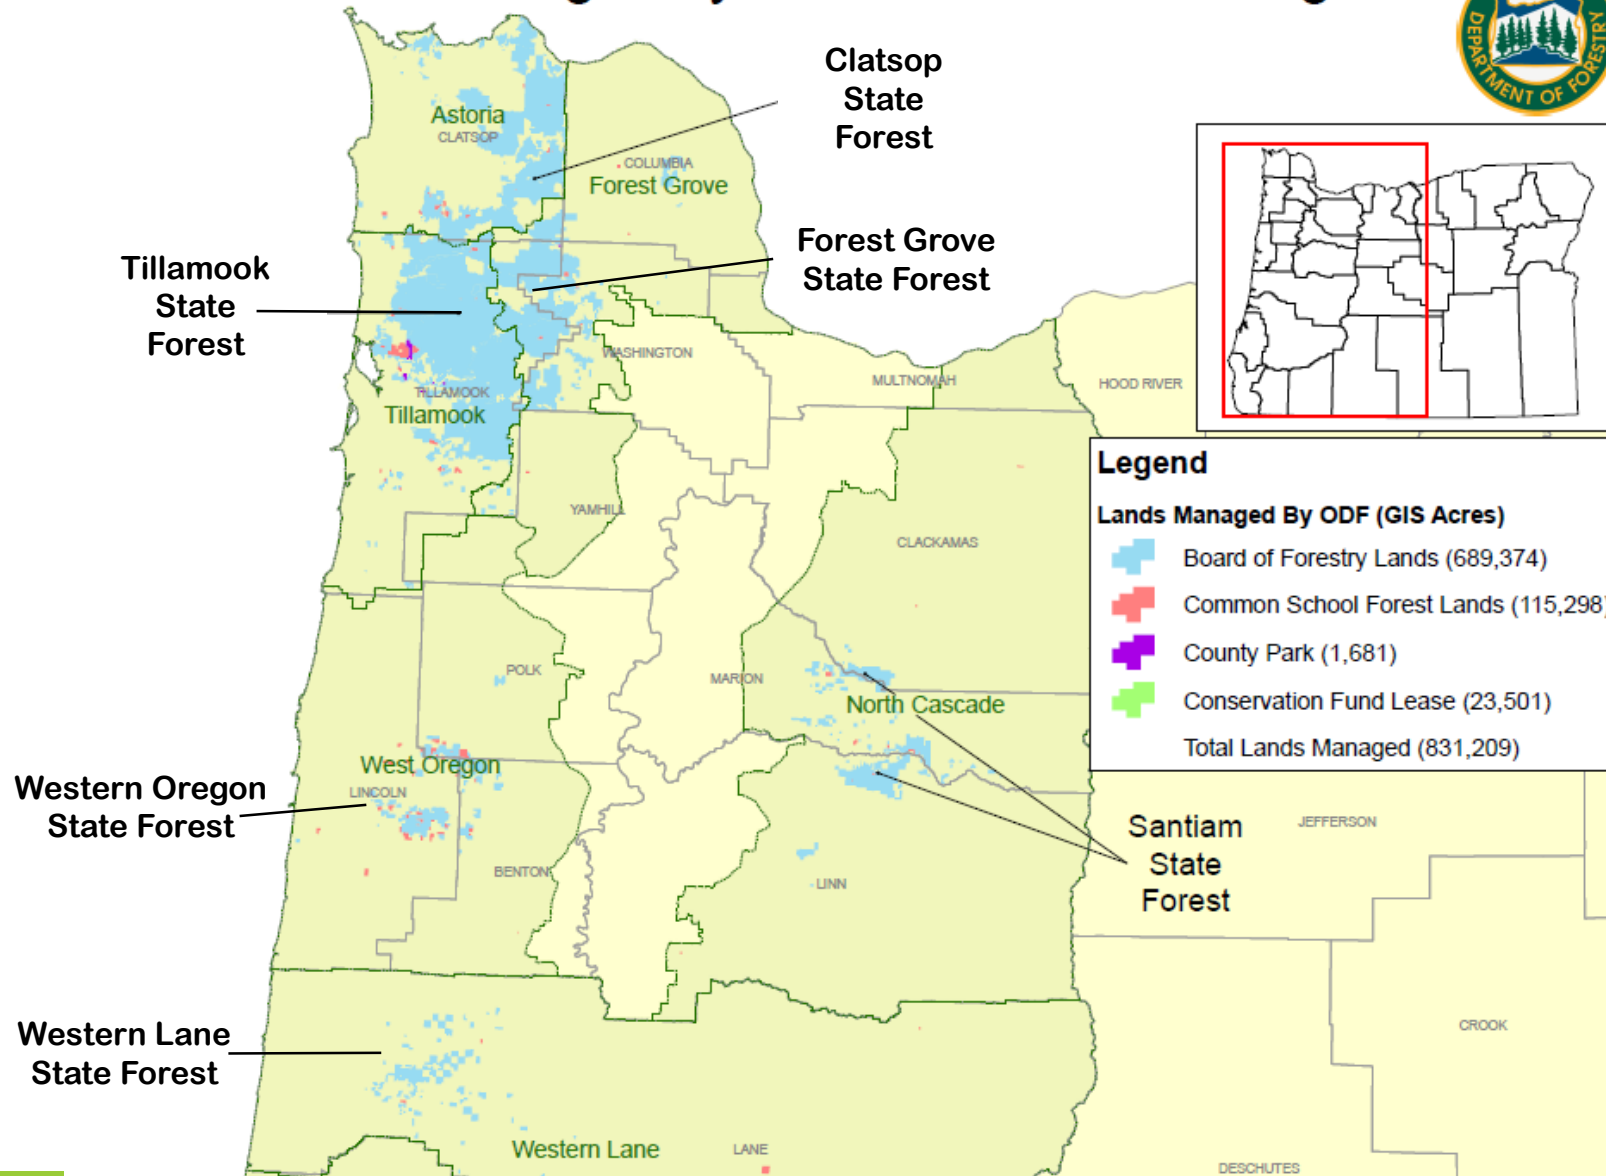 DEPARTMENT OF FORESTRY
Clatsop
State
Forest
Astoria
CLATSOP
COLUMBIA
Forest Grove
Forest Grove
State Forest
Tillamook
State
Forest
WASHINGTON
MULTNOMAH
HOOD RIVER
TILLAMOOK
Tillamook
YAMHILL
CLACKAMAS
Legend
Lands Managed By ODF (GIS Acres)
Board of Forestry Lands (689,374)
Common School Forest Lands (115,298)
County Park (1,681)
Conservation Fund Lease (23,501)
Total Lands Managed (831,209)
POLK
MARION
North Cascade
West Oregon
LINCOLN
Western Oregon
State Forest
Santiam
State
Forest
JEFFERSON
BENTON
LINN
Western Lane
State Forest
CROOK
Western Lane
LANE
DESCHUTES